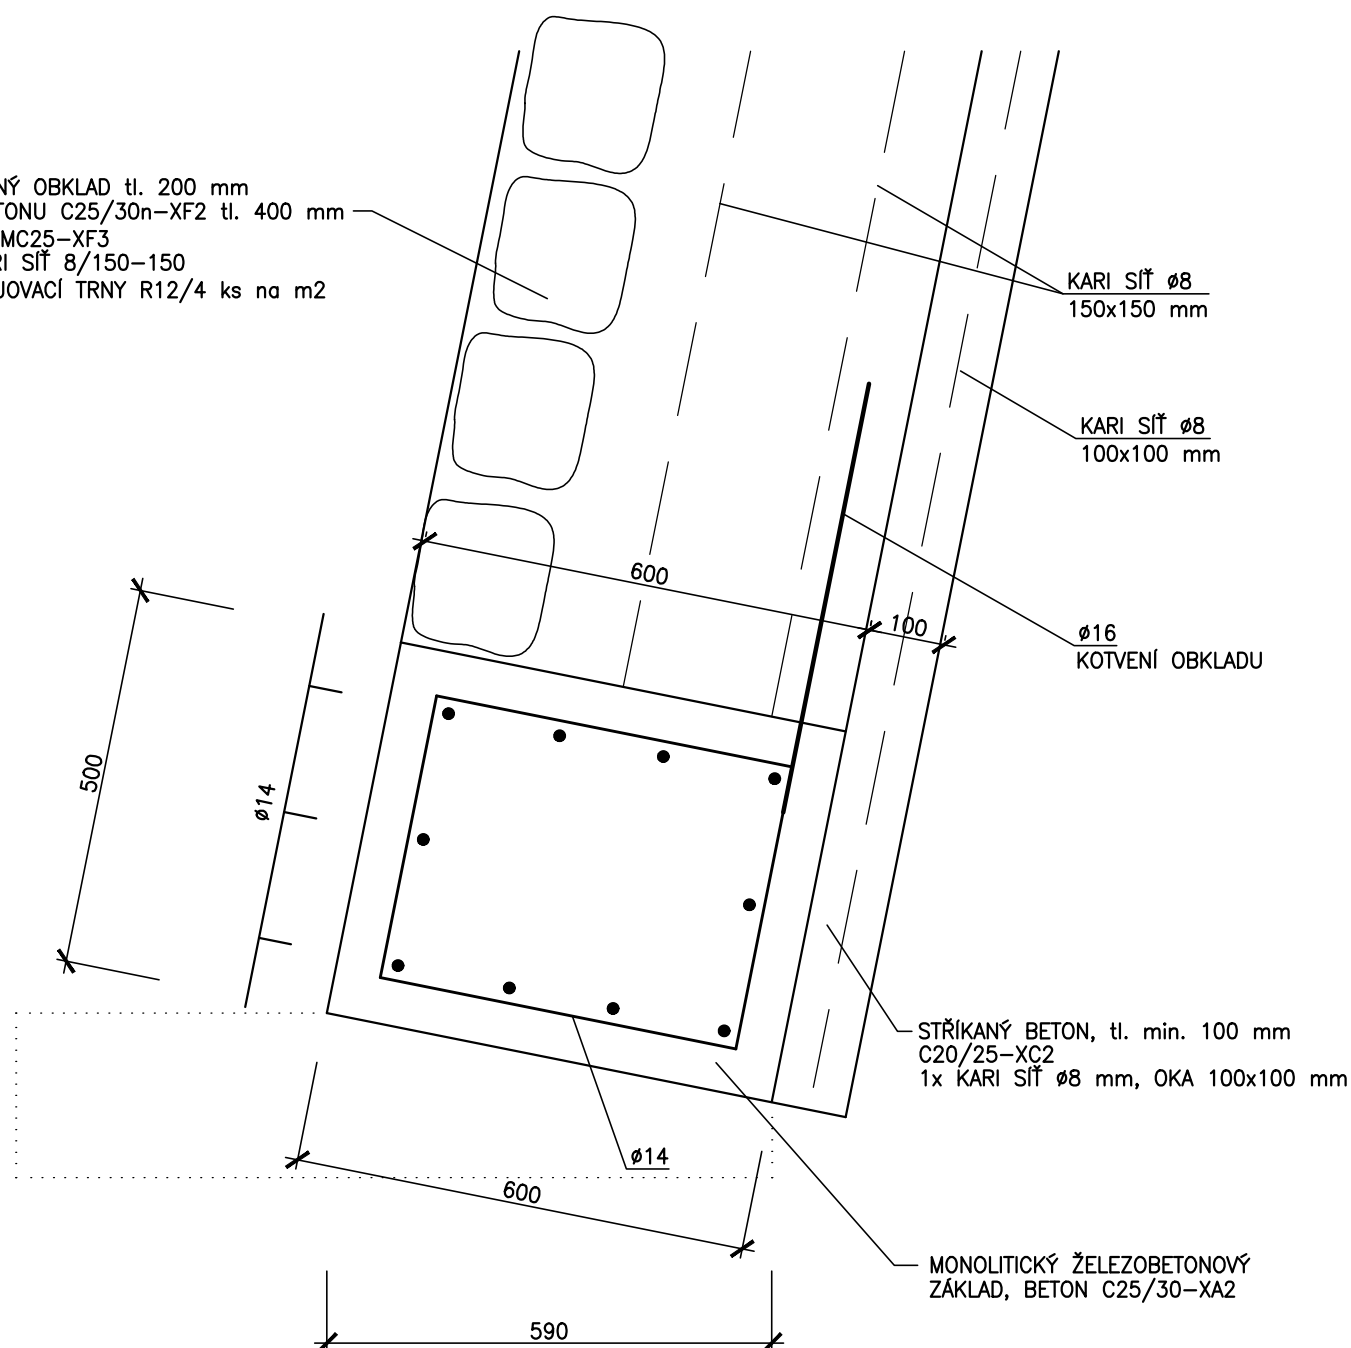 NÝ OBKLAD tl. 200 mm
TONU C25/30n-XF2 tl. 400 mm
MC25-XF3
RI SÍŤ 8/150-150
JOVACÍ TRNY R12/4 ks na m2
KARI SÍŤ ø8
150x150 mm
KARI SÍŤ ø8
100x100 mm
600
100
ø16
KOTVENÍ OBKLADU
500
ø14
STŘÍKANÝ BETON, tl. min. 100 mm
C20/25-XC2
1x KARI SÍŤ ø8 mm, OKA 100x100 mm
ø14
600
MONOLITICKÝ ŽELEZOBETONOVÝ
ZÁKLAD, BETON C25/30-XA2
590